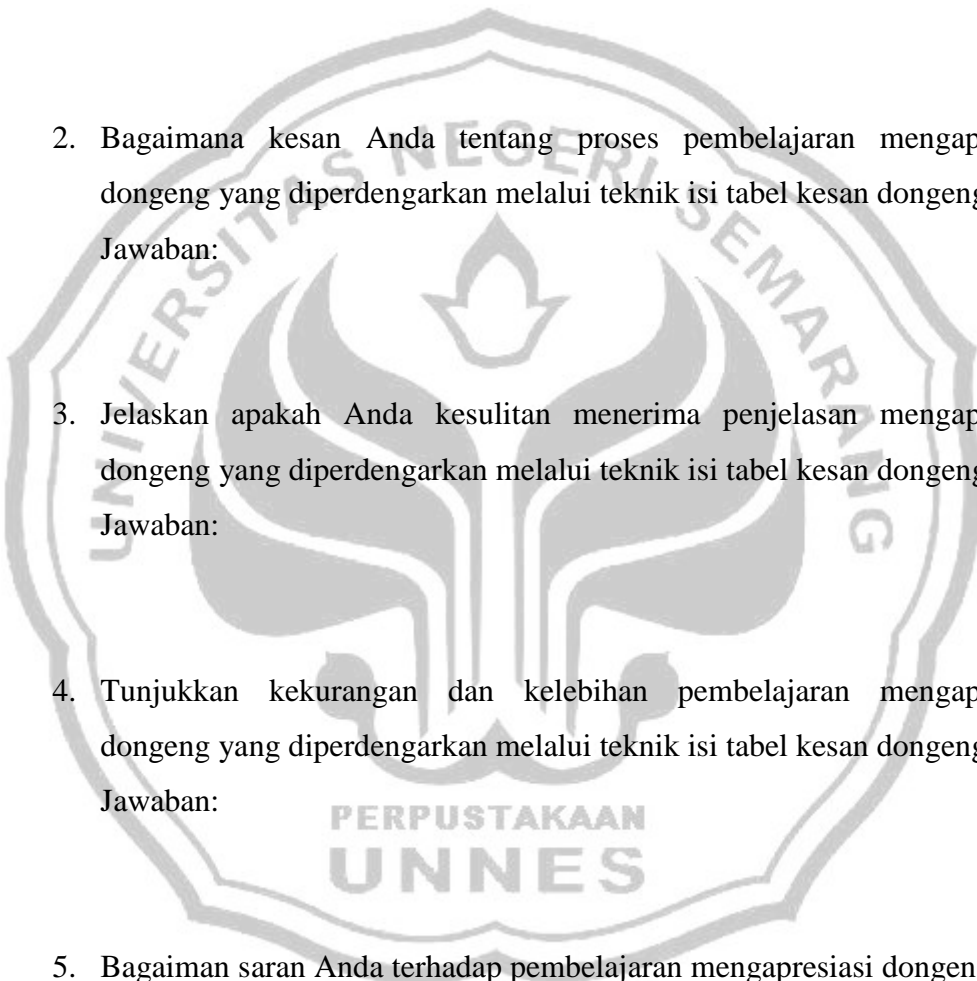 2. Bagaimana kesan Anda tentang proses pembelajaran mengap
dongeng yang diperdengarkan melalui teknik isi tabel kesan dongeng
Jawaban:
3. Jelaskan apakah Anda kesulitan menerima penjelasan mengap
dongeng yang diperdengarkan melalui teknik isi tabel kesan dongeng
Jawaban:
4. Tunjukkan kekurangan dan kelebihan pembelajaran mengap
dongeng yang diperdengarkan melalui teknik isi tabel kesan dongeng
Jawaban:
5. Bagaiman saran Anda terhadap pembelajaran mengapresiasi dongen
UNIVERSITAS NEGERI SEMARANG
PERPUSTAKAAN
UNNES